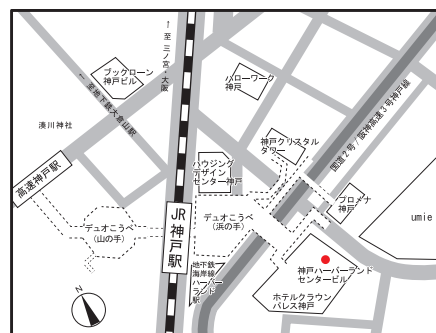 ↑至三ノ宮・大阪
ブックローン
神戸ビル
←至地下鉄大倉山駅
湊川神社
高速神戸駅
デュオこうべ
(山の手)
JR神戸駅
ハローワーク
神戸
国道2号/阪神高速3号神戸線
神戸クリスタル
タワー
ハウジング
デザイン
センター神戸
デュオこうべ
(浜の手)
プロメナ
神戸
umie
地下鉄
海岸線
ハーバー
ランド
駅
神戸ハーバーランド
センタービル
ホテルクラウン
パレス神戸
N